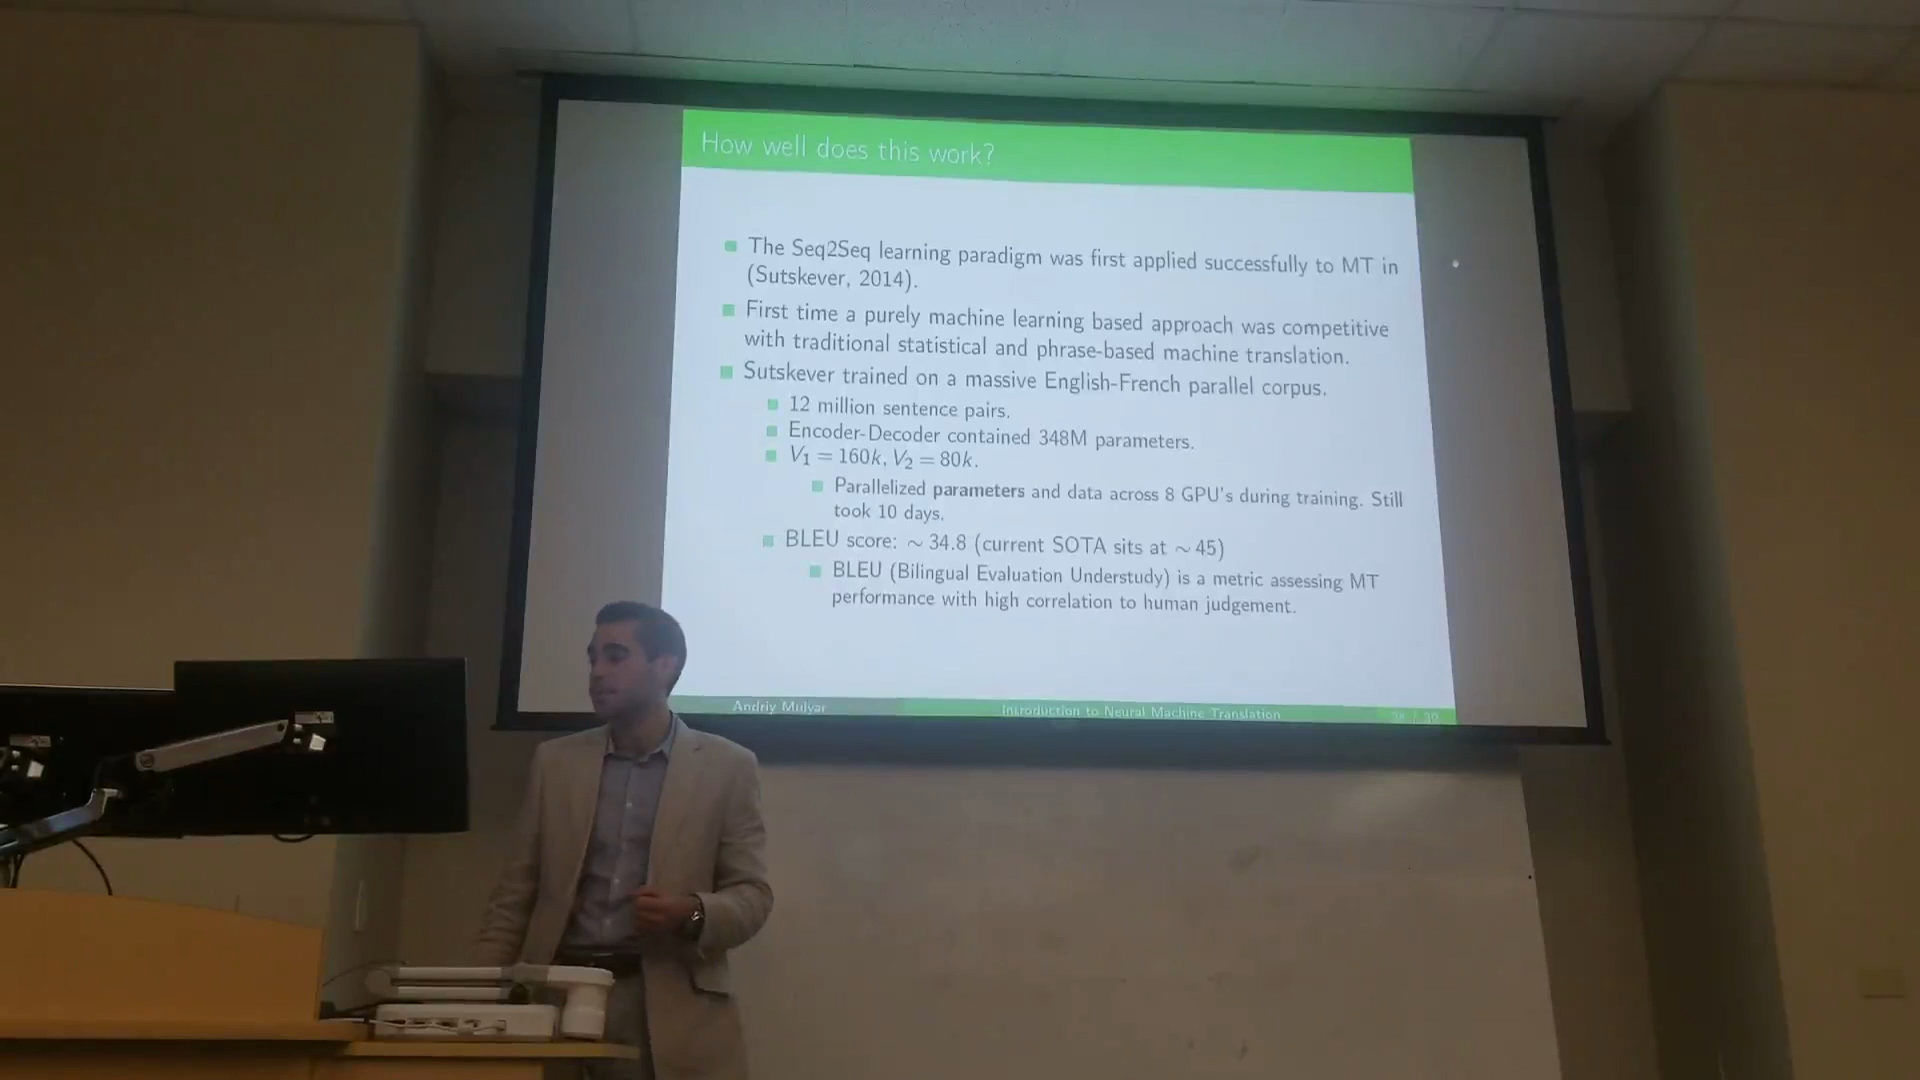 How well does this work?
The Seq2Seq learning paradigm was first applied successfully to MT in
(Sutskever, 2014).
First time a purely machine learning based approach was competitive
with traditional statistical and phrase-based machine translation.
Sutskever trained on a massive English-French parallel corpus.
12 million sentence pairs.
Encoder-Decoder contained 348M parameters.
V₁ = 160k, V₂ = 80k.
Parallelized parameters and data across 8 GPU's during training. Still
took 10 days.
BLEU score: ~ 34.8 (current SOTA sits at ~ 45)
BLEU (Bilingual Evaluation Understudy) is a metric assessing MT
performance with high correlation to human judgement.
Andriy Mulyar
Introduction to Neural Machine Translation